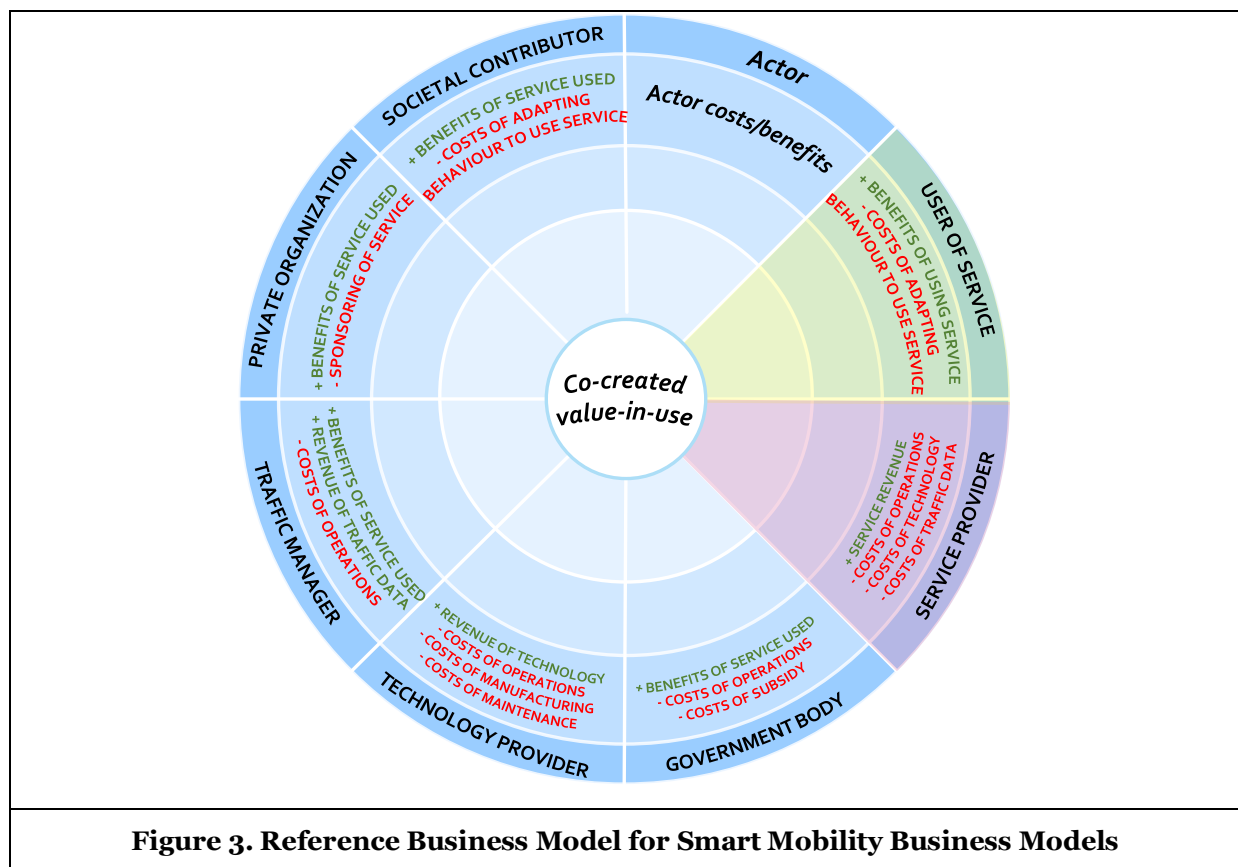 Actor
Actor costs/benefits
USER OF SERVICE
+ BENEFITS OF USING SERVICE
- COSTS OF ADAPTING
BEHAVIOUR TO USE SERVICE
SERVICE PROVIDER
+ SERVICE REVENUE
- COSTS OF OPERATIONS
- COSTS OF TECHNOLOGY
- COSTS OF TRAFFIC DATA
GOVERNMENT BODY
+ BENEFITS OF SERVICE USED
- COSTS OF OPERATIONS
- COSTS OF SUBSIDY
TECHNOLOGY PROVIDER
+ REVENUE OF TECHNOLOGY
- COSTS OF OPERATIONS
- COSTS OF MANUFACTURING
- COSTS OF MAINTENANCE
TRAFFIC MANAGER
+ BENEFITS OF SERVICE USED
+ REVENUE OF TRAFFIC DATA
- COSTS OF OPERATIONS
PRIVATE ORGANIZATION
+ BENEFITS OF SERVICE USED
- SPONSORING OF SERVICE
SOCIETAL CONTRIBUTOR
+ BENEFITS OF SERVICE USED
- COSTS OF ADAPTING
BEHAVIOUR TO USE SERVICE
Co-created
value-in-use
Figure 3. Reference Business Model for Smart Mobility Business Models